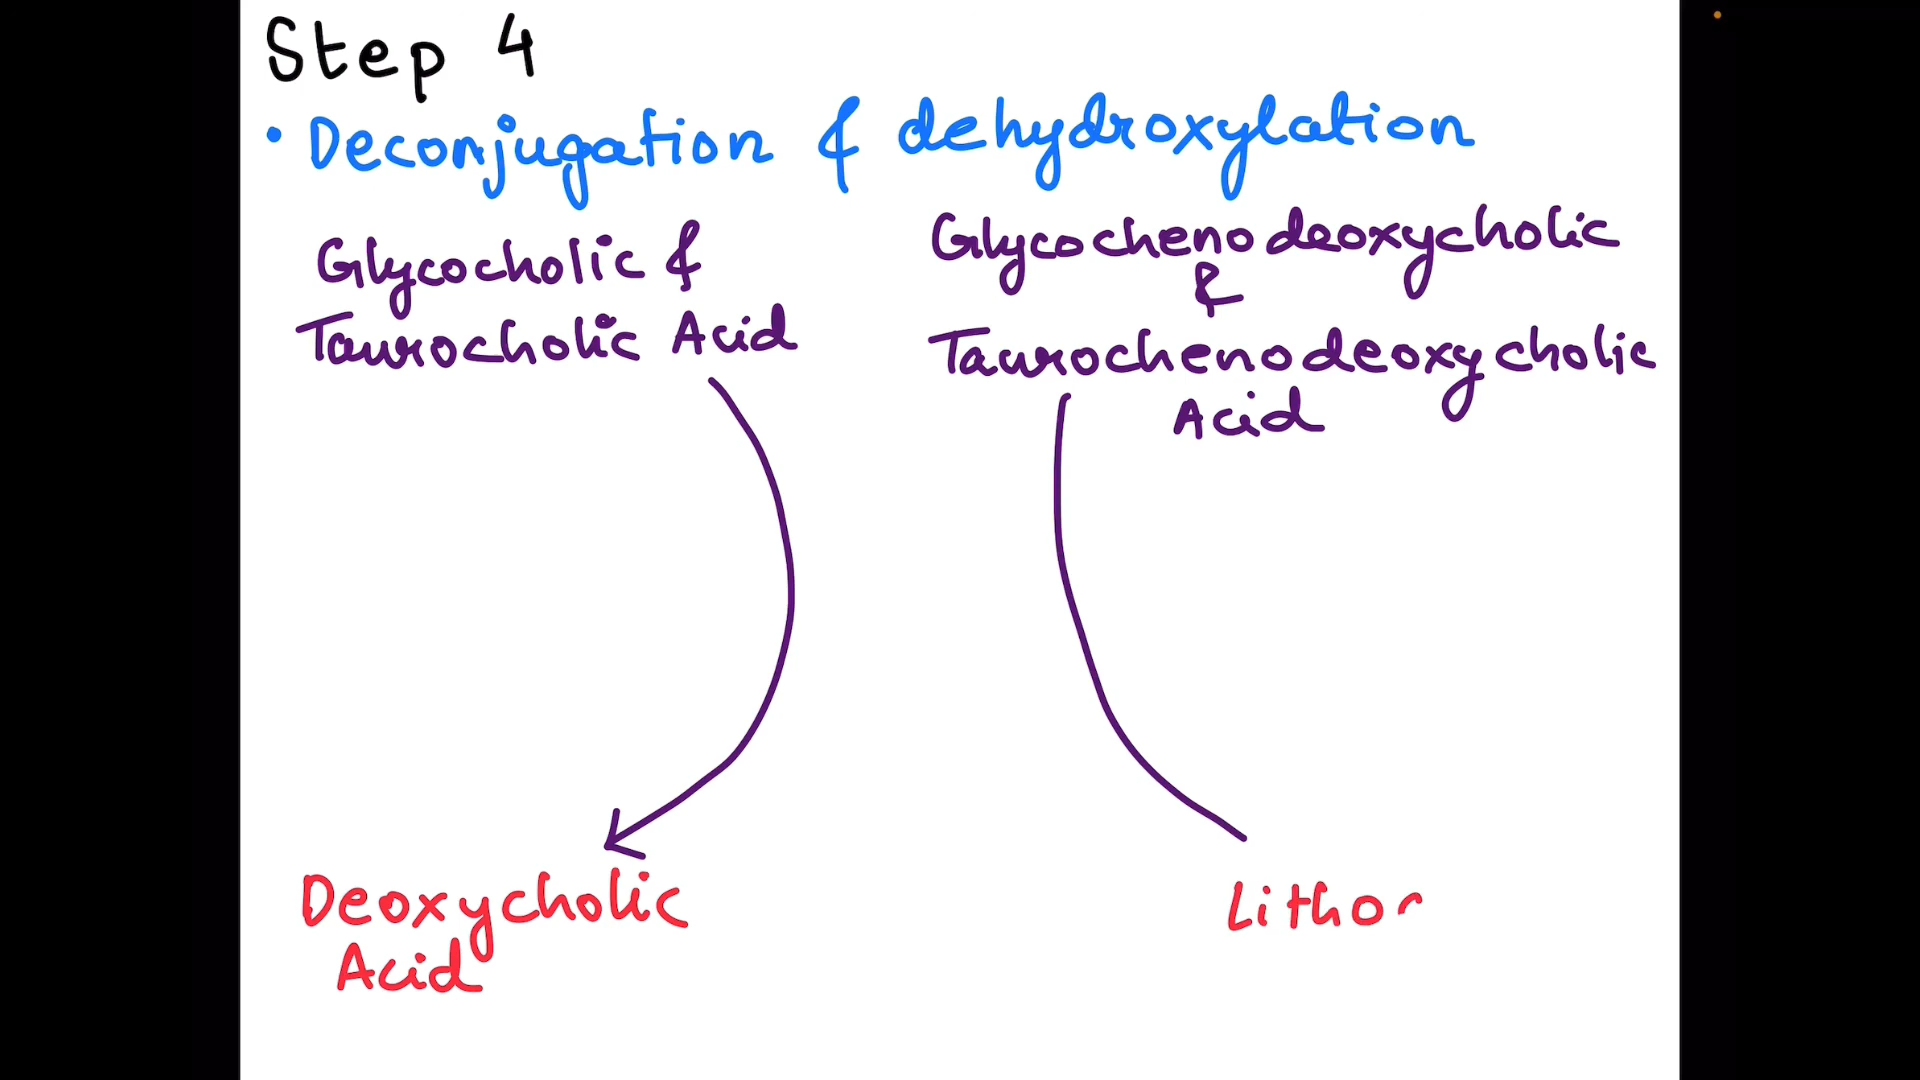 Step 4
• Deconjugation & dehydroxylation
Glycocholic &
Taurocholic Acid
Glycochenodeoxycholic
&
Taurochenodeoxycholic
Acid
Deoxycholic
Acid
Litho